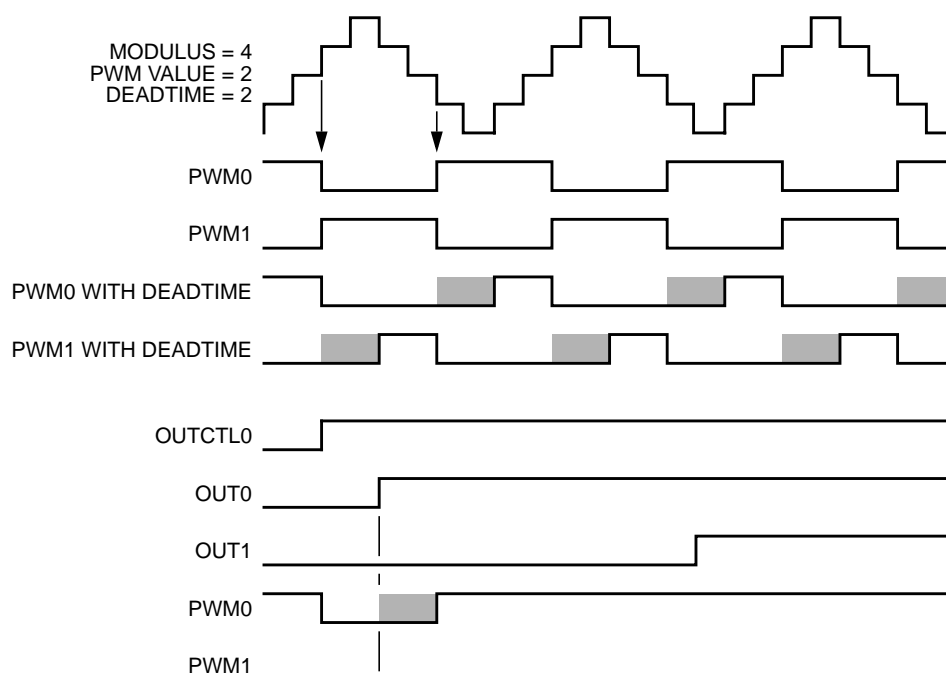 MODULUS = 4
PWM VALUE = 2
DEADTIME = 2
PWM0
PWM1
PWM0 WITH DEADTIME
PWM1 WITH DEADTIME
OUTCTL0
OUT0
OUT1
PWM0
PWM1